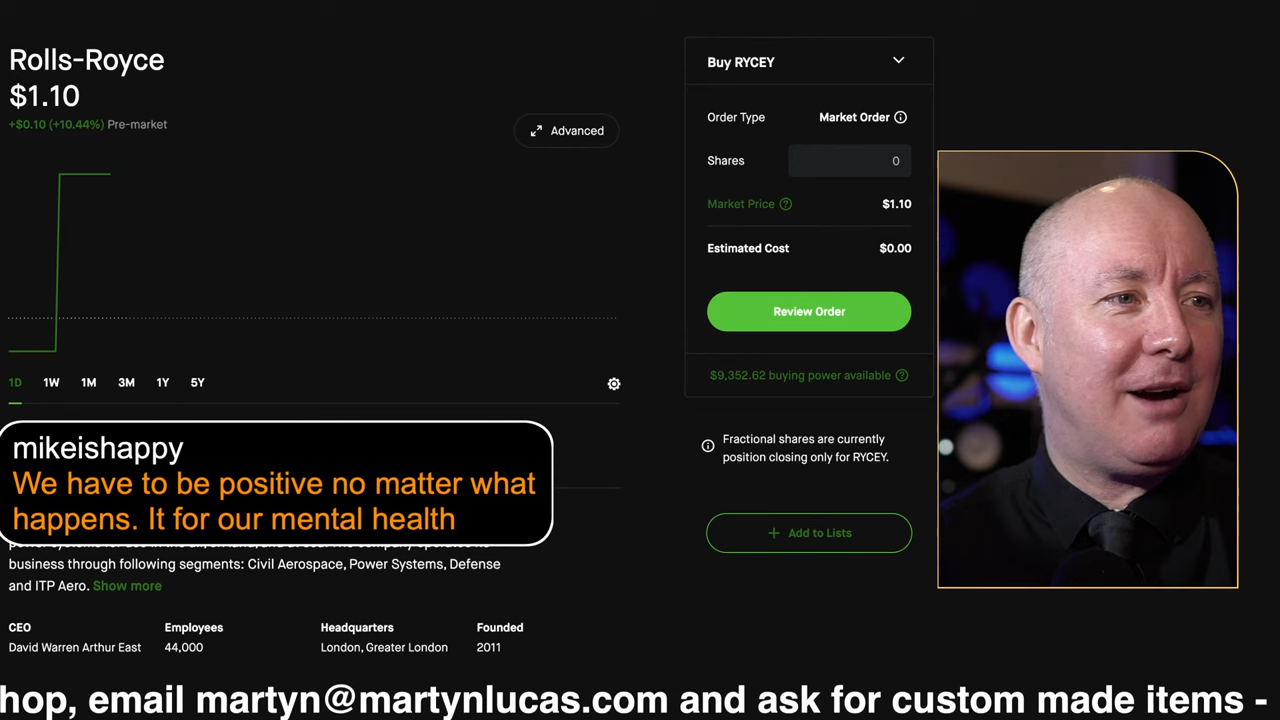 Rolls-Royce
$1.10
+$0.10 (+10.44%) Pre-market
Advanced
1D 1W 1M 3M 1Y 5Y
mikeishappy
We have to be positive no matter what
happens. It for our mental health
business through following segments: Civil Aerospace, Power Systems, Defense
and ITP Aero. Show more
CEO Employees Headquarters Founded
David Warren Arthur East 44,000 London, Greater London 2011
Buy RYCEY
Order Type Market Order
Shares 0
Market Price $1.10
Estimated Cost $0.00
Review Order
$9,352.62 buying power available
Fractional shares are currently
position closing only for RYCEY.
+ Add to Lists
hop, email martyn@martynlucas.com and ask for custom made items -